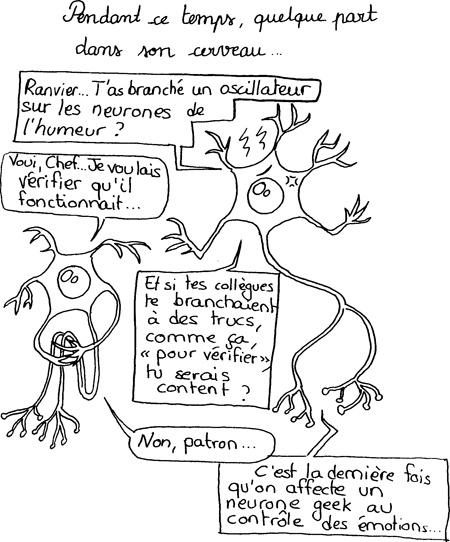 Pendant ce temps, quelque part
dans son cerveau...
Ranvier... T'as branché un oscillateur
sur les neurones de
l'humeur ?
Voui, Chef... Je voulais
vérifier qu'il
fonctionnait...
Et si tes collègues
te branchaient
à des trucs,
comme ça,
« pour vérifier »,
tu serais
content ?
Non, patron...
C'est la dernière fois
qu'on affecte un
neurone geek au
contrôle des émotions...